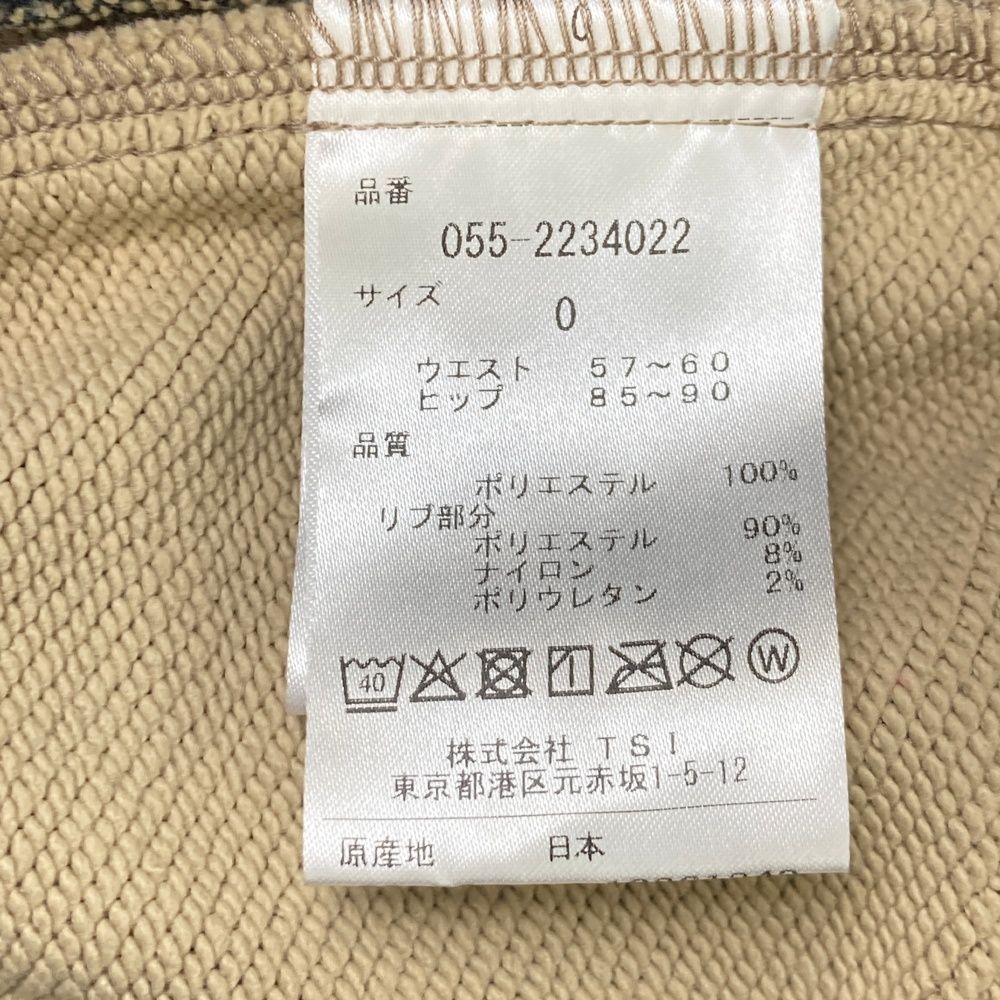 品番
055-2234022
サイズ
0
ウエスト 57～60
ヒップ 85～90
品質
ポリエステル 100%
リブ部分
ポリエステル 90%
ナイロン 8%
ポリウレタン 2%
40 W
株式会社 TSI
東京都港区元赤坂1-5-12
原産地 日本